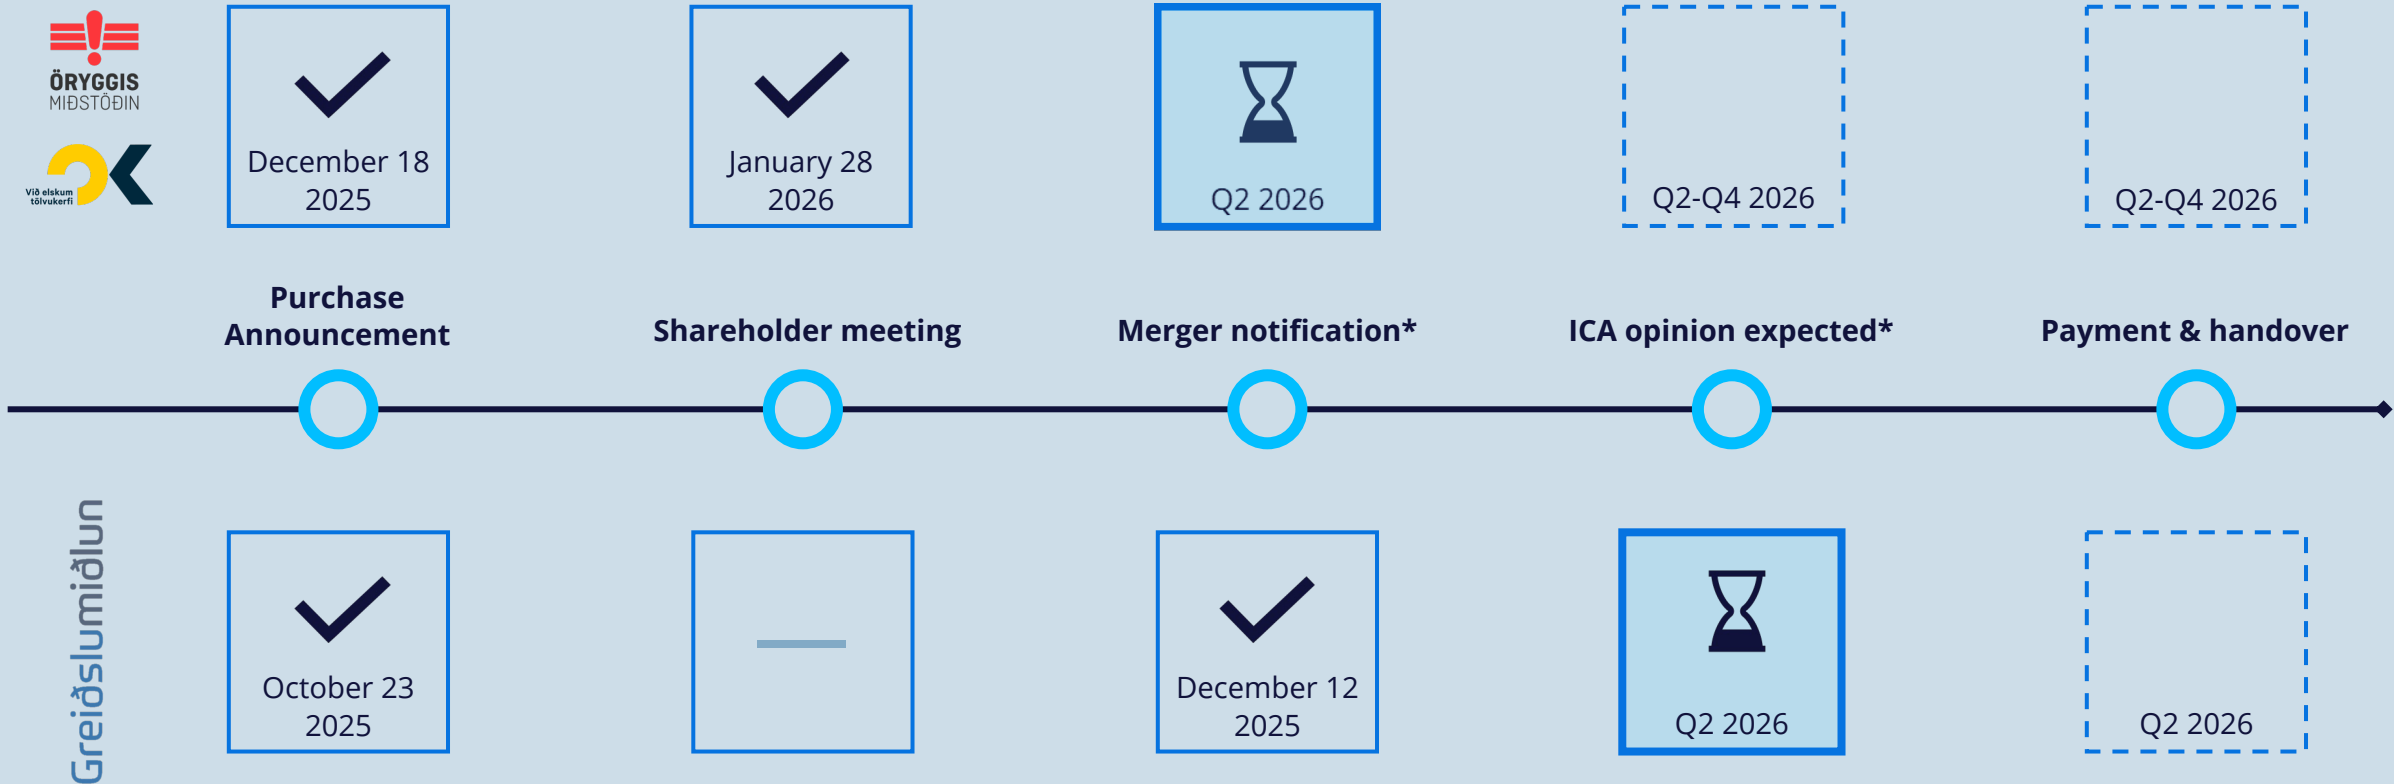 ÖRYGGIS
MIÐSTÖÐIN
Við elskum
tölvukerfi
OK
December 18
2025
January 28
2026
Q2 2026
Q2-Q4 2026
Q2-Q4 2026
Purchase
Announcement
Shareholder meeting
Merger notification*
ICA opinion expected*
Payment & handover
Greiðslumiðlun
October 23
2025
December 12
2025
Q2 2026
Q2 2026